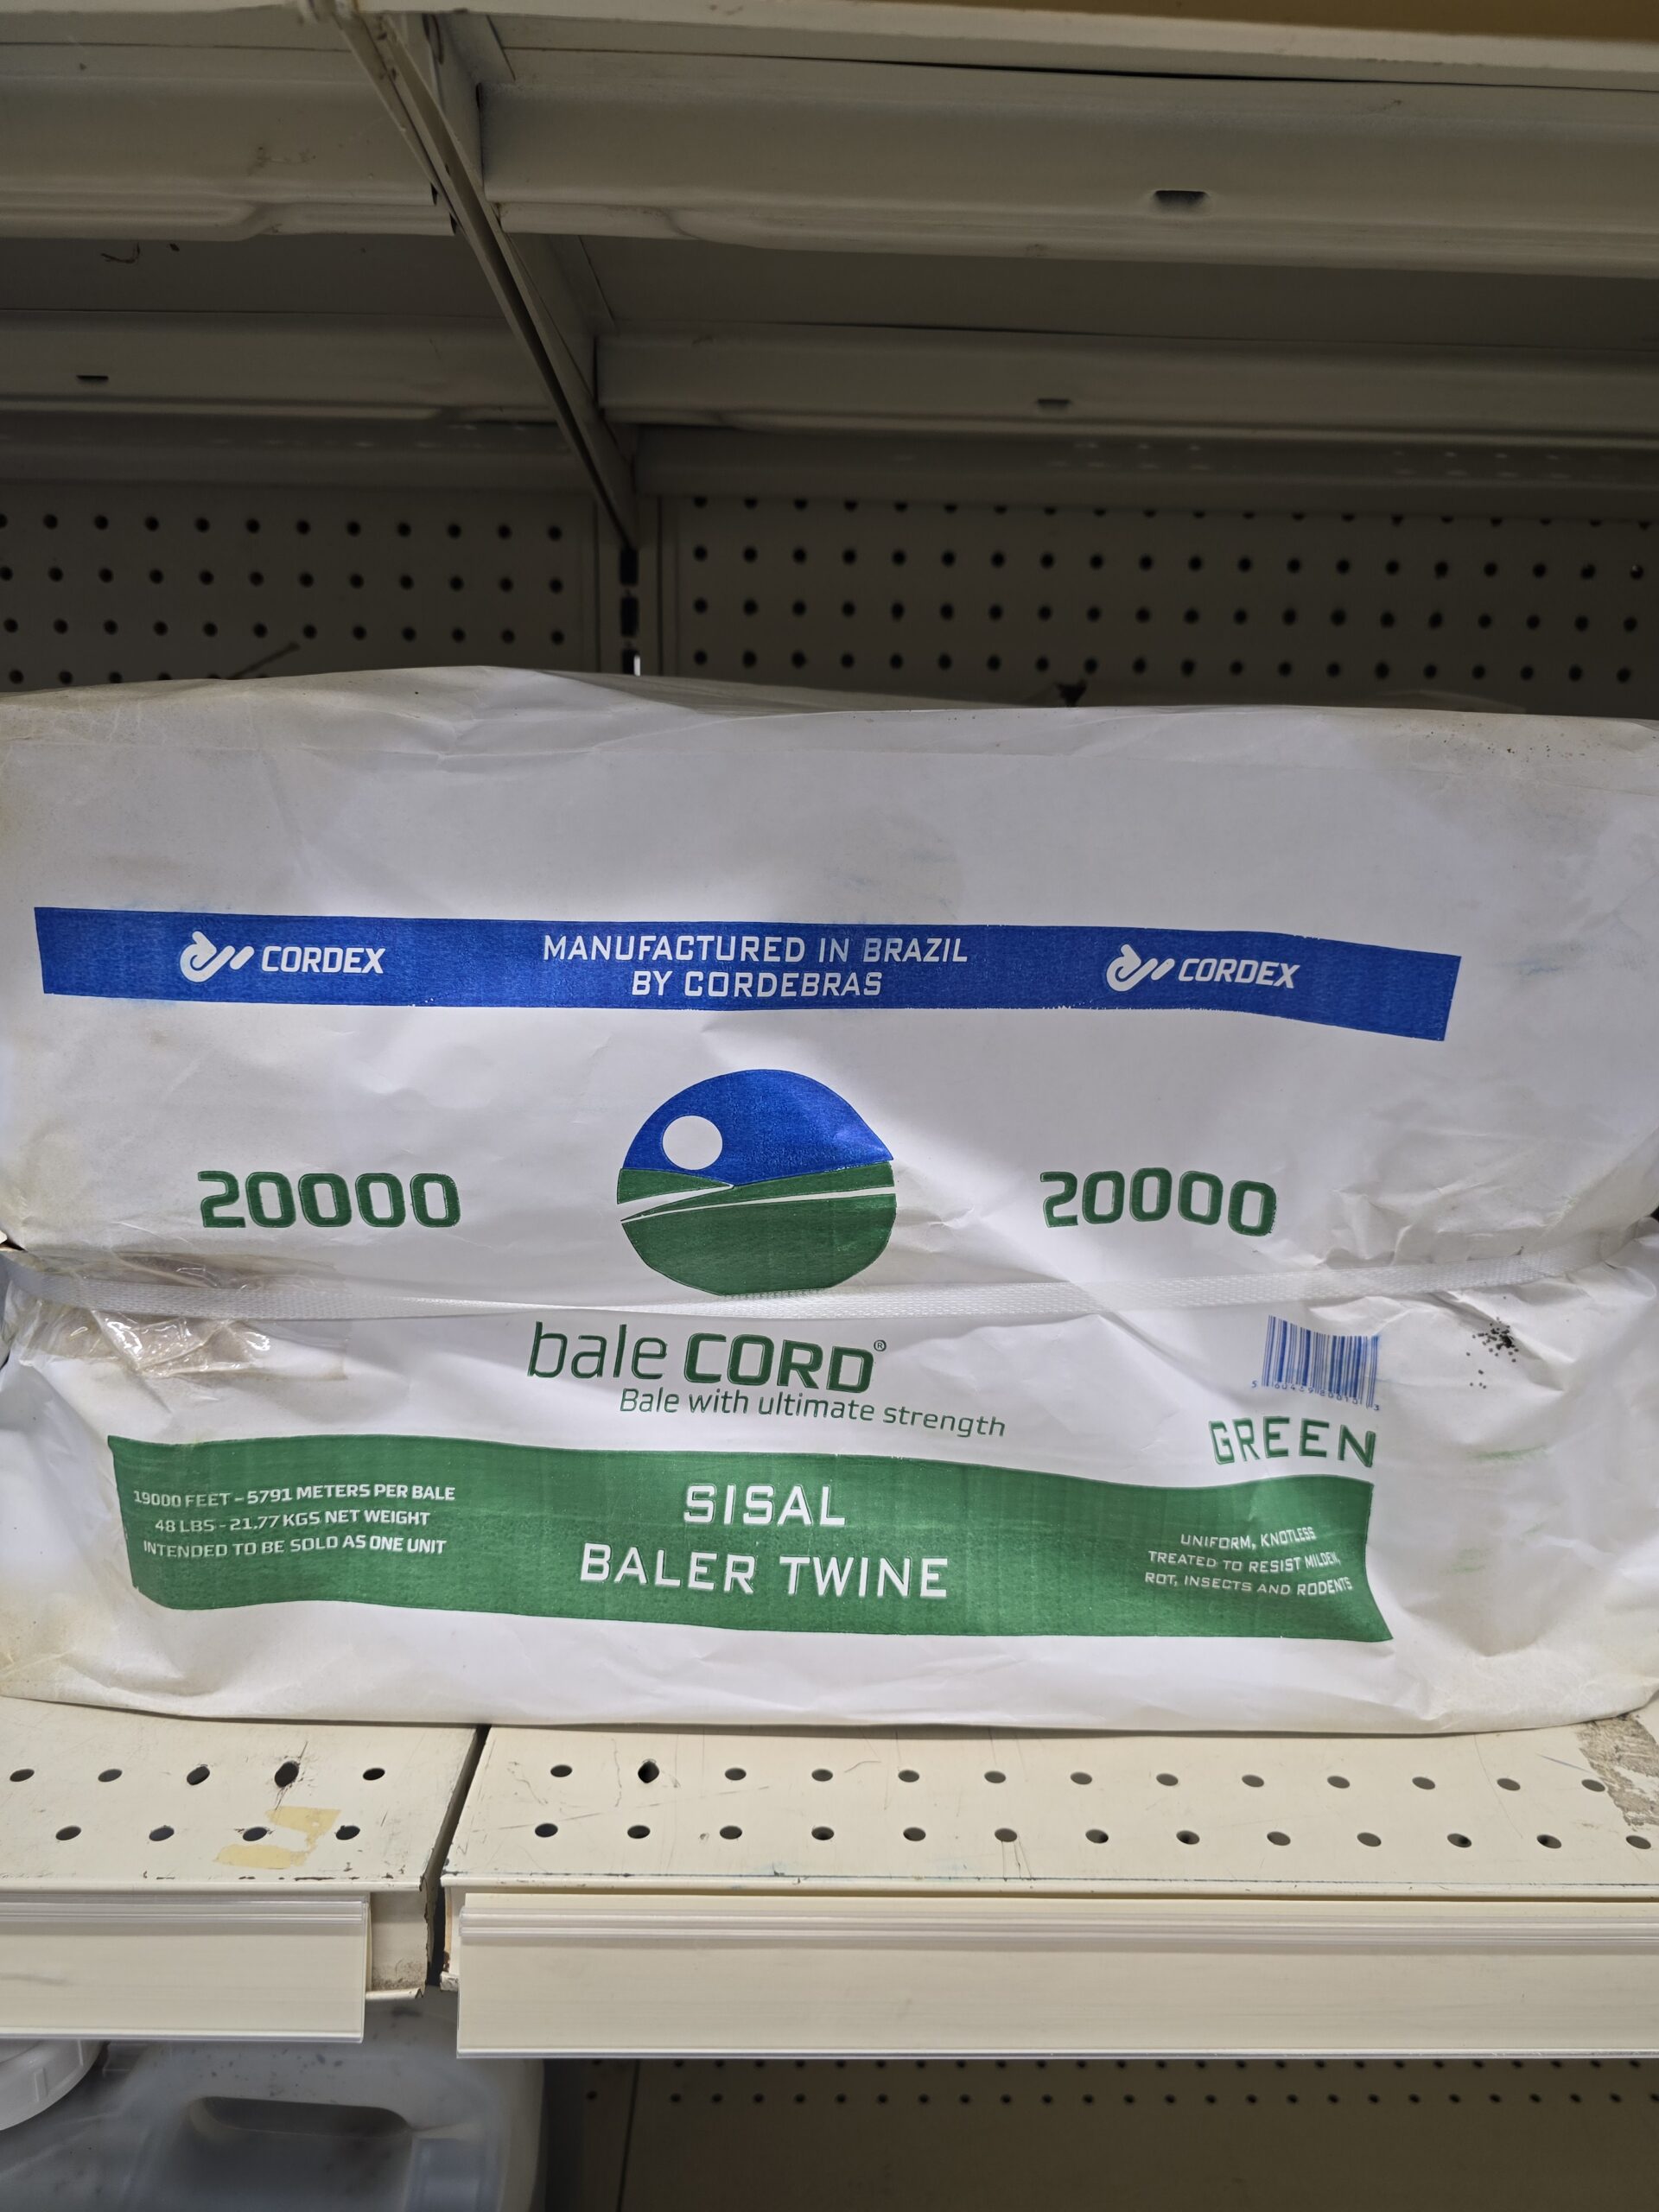 CORDEX
MANUFACTURED IN BRAZIL
BY CORDEBRAS
CORDEX
20000
20000
bale CORD®
Bale with ultimate strength
GREEN
19000 FEET - 5791 METERS PER BALE
48 LBS - 21,77 KGS NET WEIGHT
INTENDED TO BE SOLD AS ONE UNIT
SISAL
BALER TWINE
UNIFORM, KNOTLESS
TREATED TO RESIST MILDEW,
ROT, INSECTS AND RODENTS